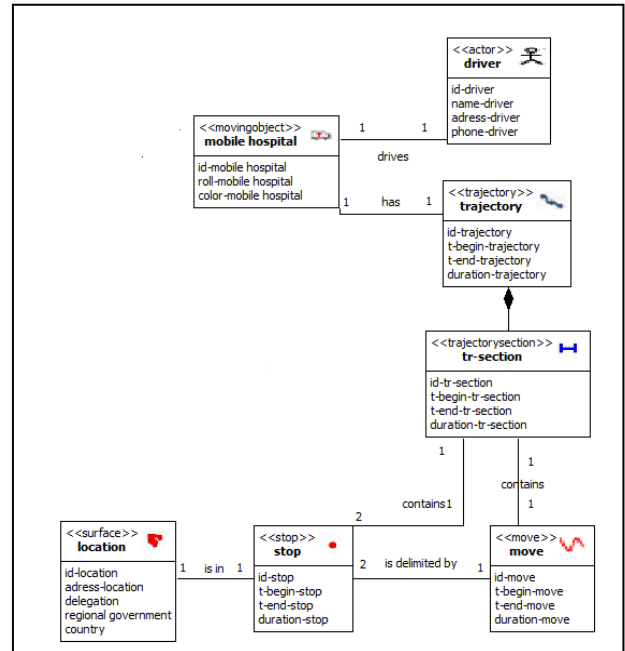 <<actor>>
driver
id-driver
name-driver
adress-driver
phone-driver
<<movingobject>>
mobile hospital
id-mobile hospital
roll-mobile hospital
color-mobile hospital
1 1
drives
1 has 1
<<trajectory>>
trajectory
id-trajectory
t-begin-trajectory
t-end-trajectory
duration-trajectory
<<trajectorysection>>
tr-section
id-tr-section
t-begin-tr-section
t-end-tr-section
duration-tr-section
1
1
contains
contains1
1
2
<<surface>>
location
id-location
adress-location
delegation
regional government
country
1 is in 1
<<stop>>
stop
id-stop
t-begin-stop
t-end-stop
duration-stop
2 is delimited by 1
<<move>>
move
id-move
t-begin-move
t-end-move
duration-move